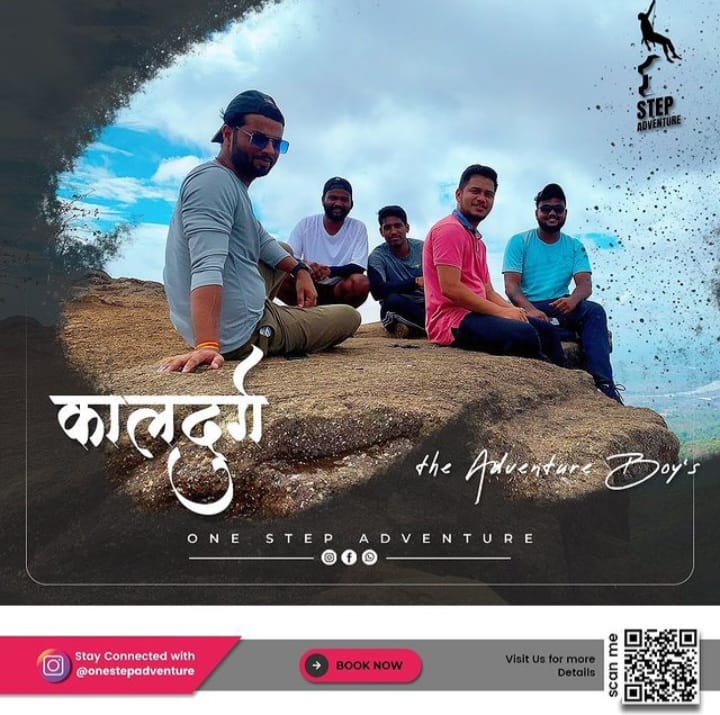 STEP
ADVENTURE
कालदुर्ग
the Adventure Boy's
ONE STEP ADVENTURE
Stay Connected with
@onestepadventure
BOOK NOW
Visit Us for more
Details
scan me